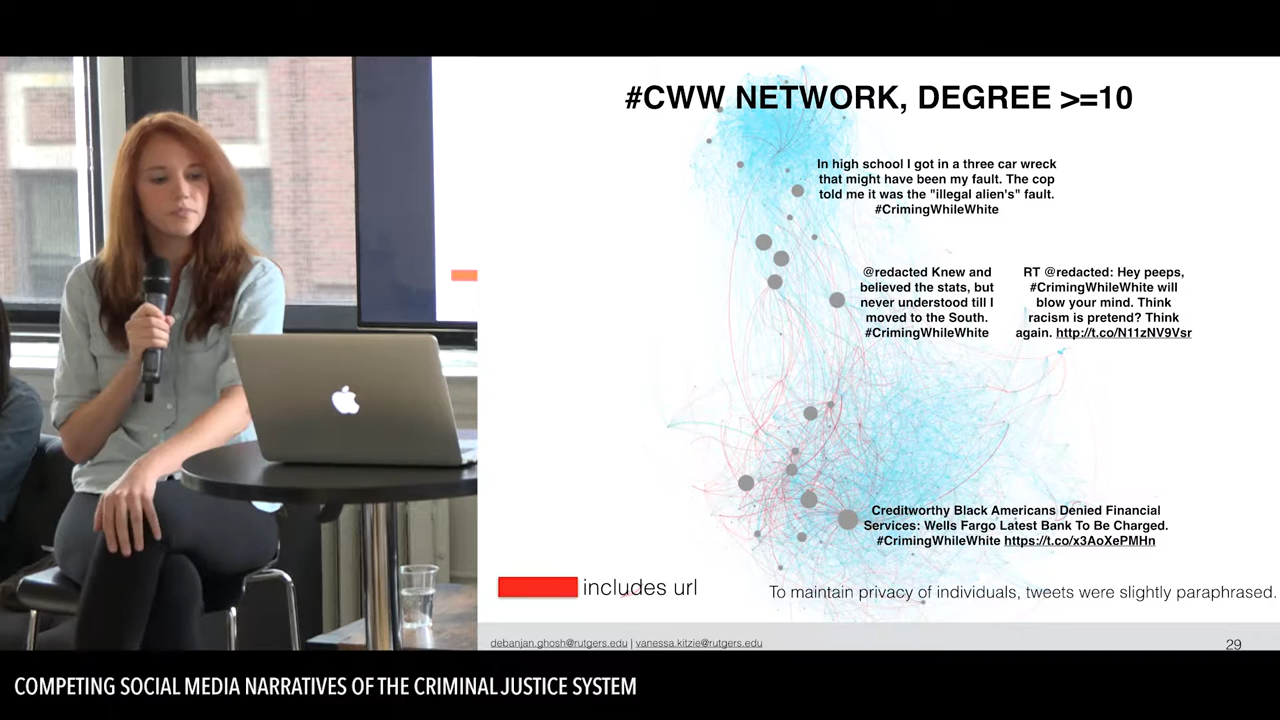 #CWW NETWORK, DEGREE >=10
In high school I got in a three car wreck
that might have been my fault. The cop
told me it was the "illegal alien's" fault.
#CrimingWhileWhite
@redacted Knew and
believed the stats, but
never understood till I
moved to the South.
#CrimingWhileWhite
RT @redacted: Hey peeps,
#CrimingWhileWhite will
blow your mind. Think
racism is pretend? Think
again. http://t.co/N11zNV9Vsr
Creditworthy Black Americans Denied Financial
Services: Wells Fargo Latest Bank To Be Charged.
#CrimingWhileWhite https://t.co/x3AoXePMHn
includes url
To maintain privacy of individuals, tweets were slightly paraphrased.
debanjan.ghosh@rutgers.edu | vanessa.kitzie@rutgers.edu
29
COMPETING SOCIAL MEDIA NARRATIVES OF THE CRIMINAL JUSTICE SYSTEM